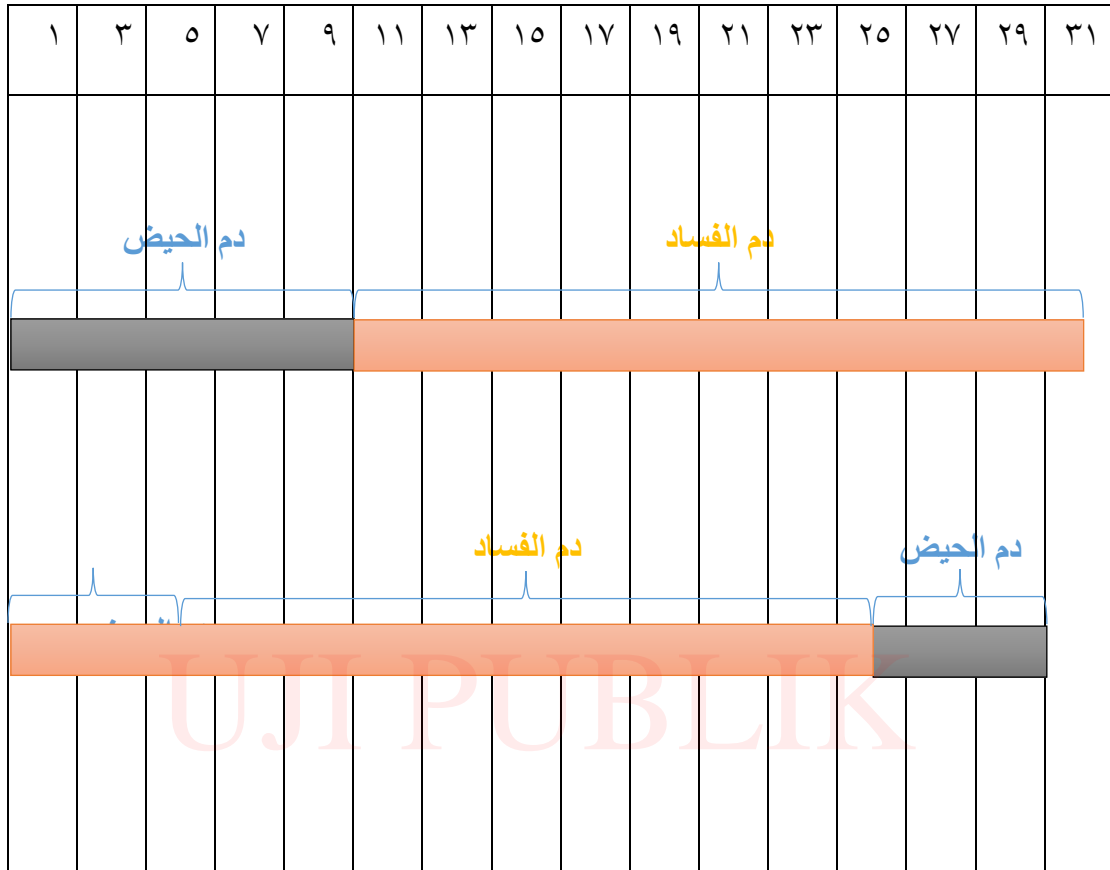 ١ ٣ ٥ ٧ ٩ ١١ ١٣ ١٥ ١٧ ١٩ ٢١ ٢٣ ٢٥ ٢٧ ٢٩ ٣١
دم الحيض دم الفساد
دم الفساد دم الحيض
UJI PUBLIK